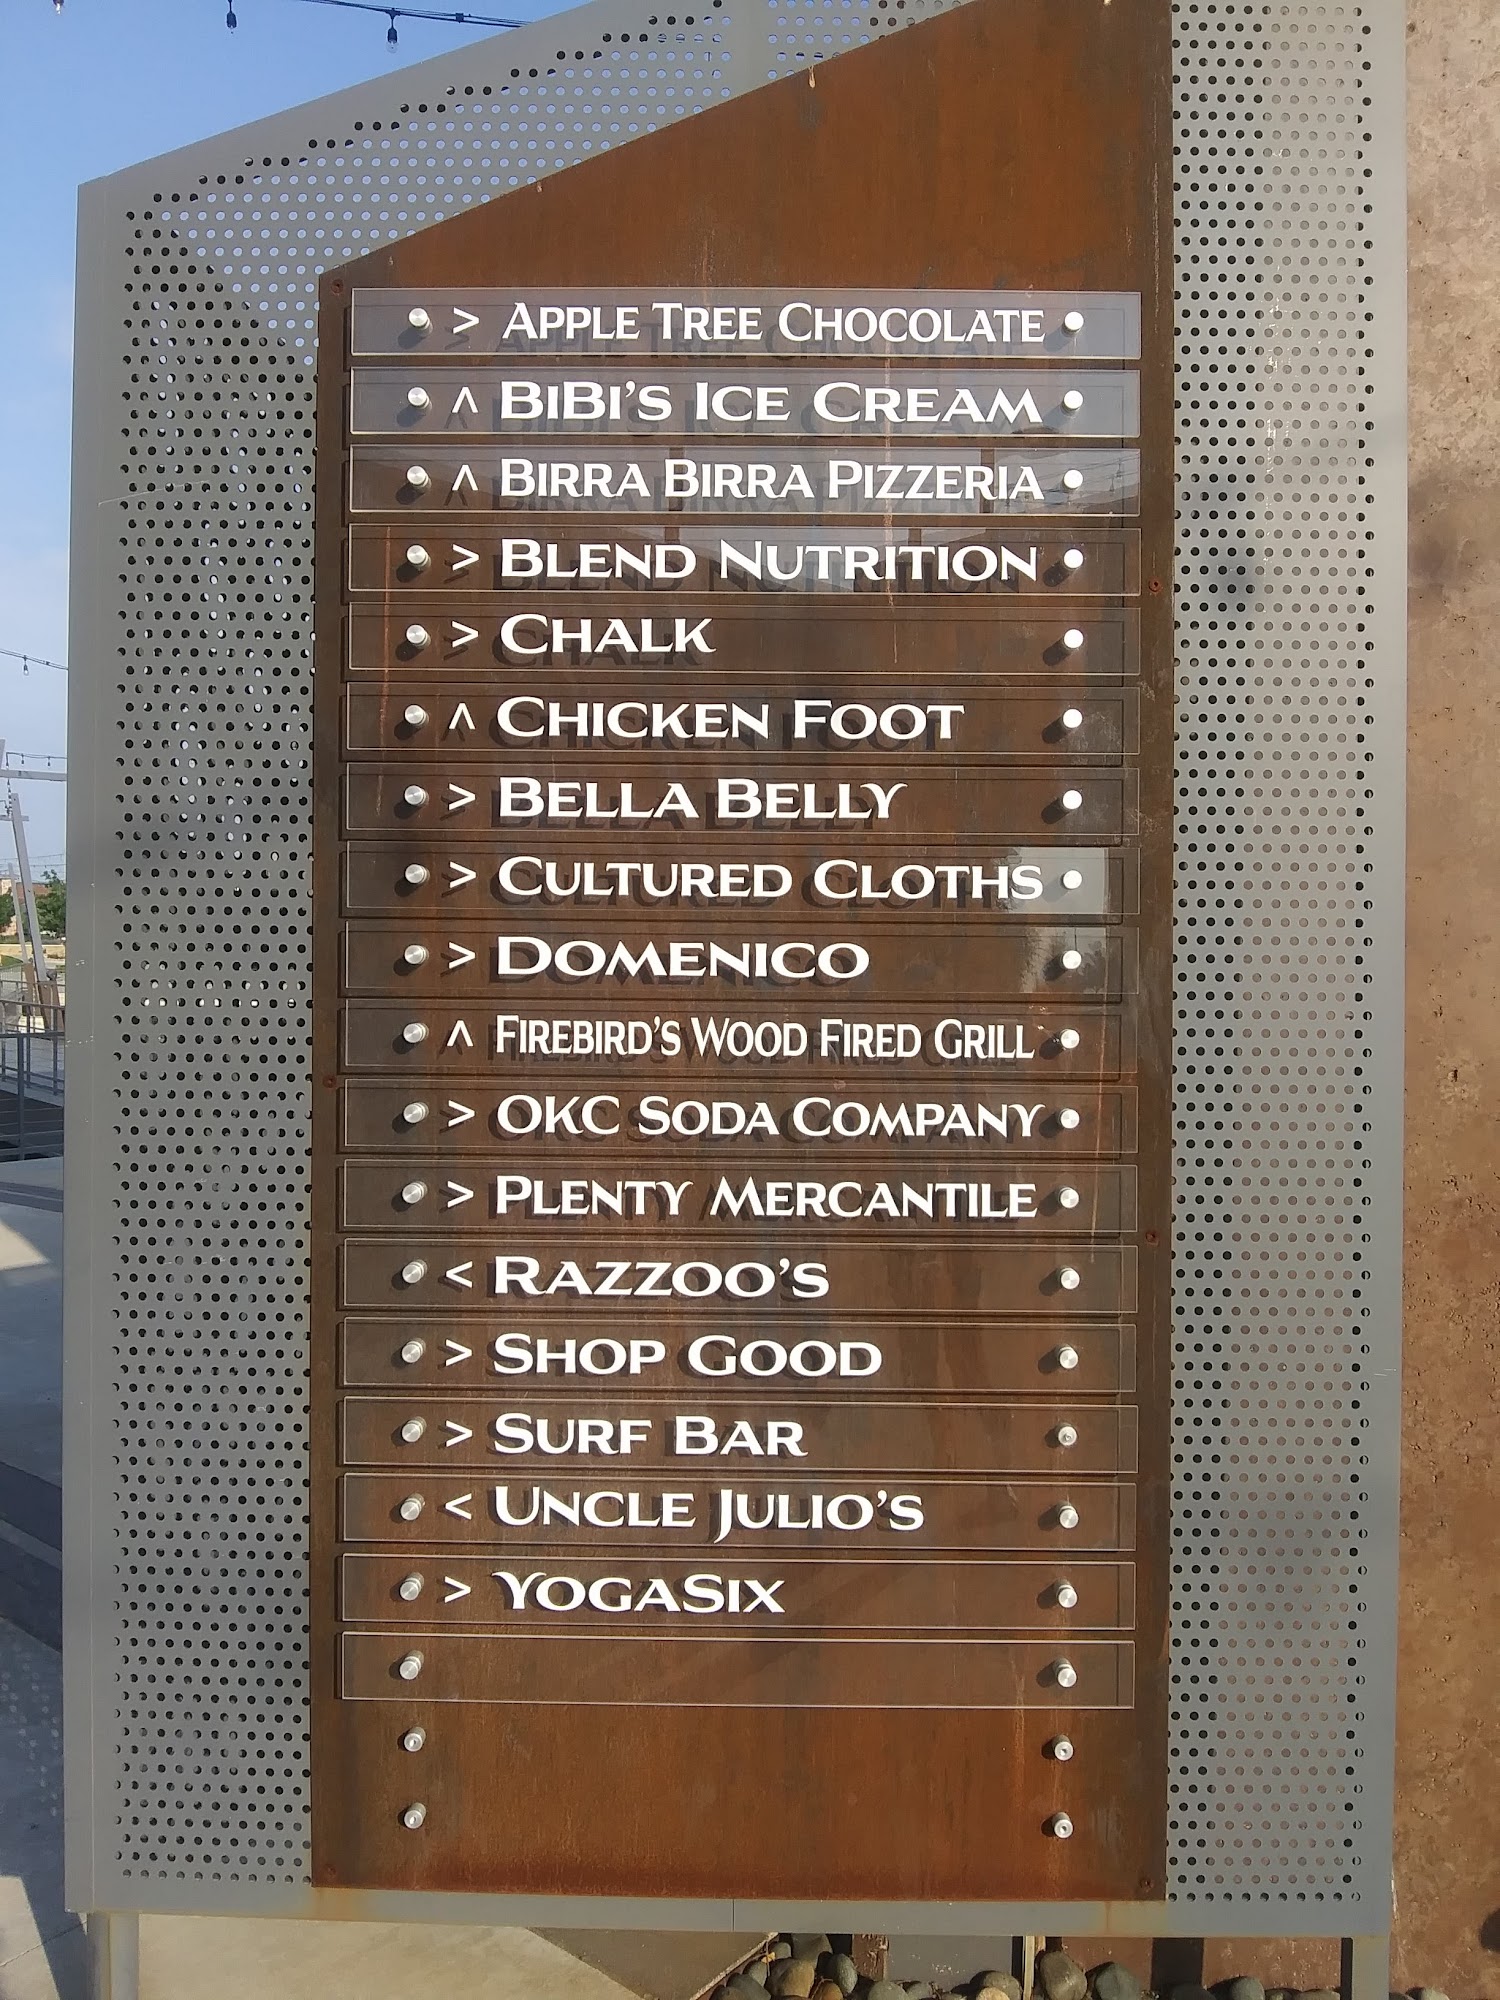 > Apple Tree Chocolate
^ BiBi's Ice Cream
^ Birra Birra Pizzeria
> Blend Nutrition
> Chalk
^ Chicken Foot
> Bella Belly
> Cultured Cloths
> Domenico
^ Firebird's Wood Fired Grill
> OKC Soda Company
> Plenty Mercantile
< Razzoo's
> Shop Good
> Surf Bar
< Uncle Julio's
> YogaSix